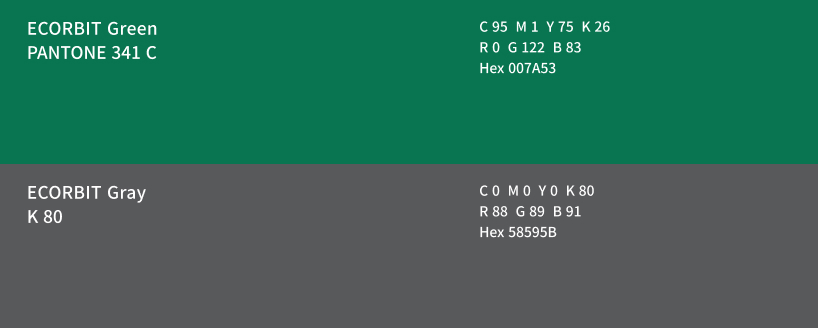 ECORBIT Green
PANTONE 341 C
C 95 M 1 Y 75 K 26
R 0 G 122 B 83
Hex 007A53
ECORBIT Gray
K 80
C 0 M 0 Y 0 K 80
R 88 G 89 B 91
Hex 58595B